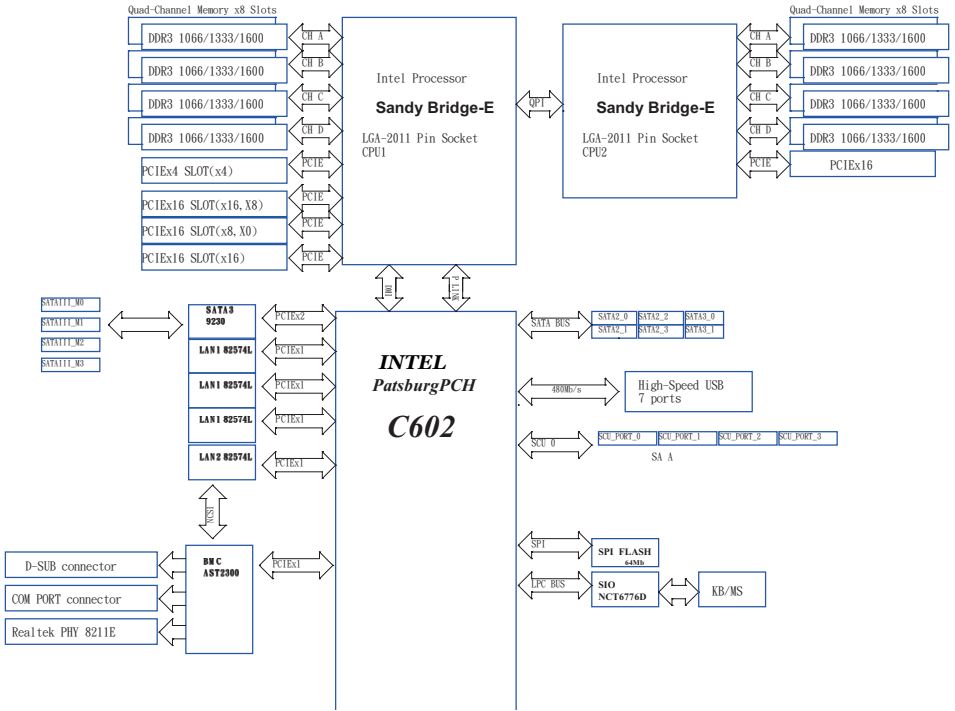 Quad-Channel Memory x8 Slots
DDR3 1066/1333/1600
DDR3 1066/1333/1600
DDR3 1066/1333/1600
DDR3 1066/1333/1600
CH A
CH B
CH C
CH D
PCIEx4 SLOT(x4)
PCIEx16 SLOT(x16,X8)
PCIEx16 SLOT(x8,X0)
PCIEx16 SLOT(x16)
PCIE
PCIE
PCIE
PCIE
Intel Processor
Sandy Bridge-E
LGA-2011 Pin Socket
CPU1
QPI
Intel Processor
Sandy Bridge-E
LGA-2011 Pin Socket
CPU2
Quad-Channel Memory x8 Slots
CH A
CH B
CH C
CH D
PCIE
DDR3 1066/1333/1600
DDR3 1066/1333/1600
DDR3 1066/1333/1600
DDR3 1066/1333/1600
PCIEx16
DMI
P LINK
SATAIII_M0
SATAIII_M1
SATAIII_M2
SATAIII_M3
SATA3
9230
LAN1 82574L
LAN1 82574L
LAN1 82574L
LAN2 82574L
PCIEx2
PCIEx1
PCIEx1
PCIEx1
PCIEx1
NCSI
BMC
AST2300
PCIEx1
D-SUB connector
COM PORT connector
Realtek PHY 8211E
INTEL
PatsburgPCH
C602
SATA BUS
SATA2_0 SATA2_2 SATA3_0
SATA2_1 SATA2_3 SATA3_1
480Mb/s
High-Speed USB
7 ports
SCU 0
SCU_PORT_0 SCU_PORT_1 SCU_PORT_2 SCU_PORT_3
SA A
SPI
SPI FLASH
64Mb
LPC BUS
SIO
NCT6776D
KB/MS